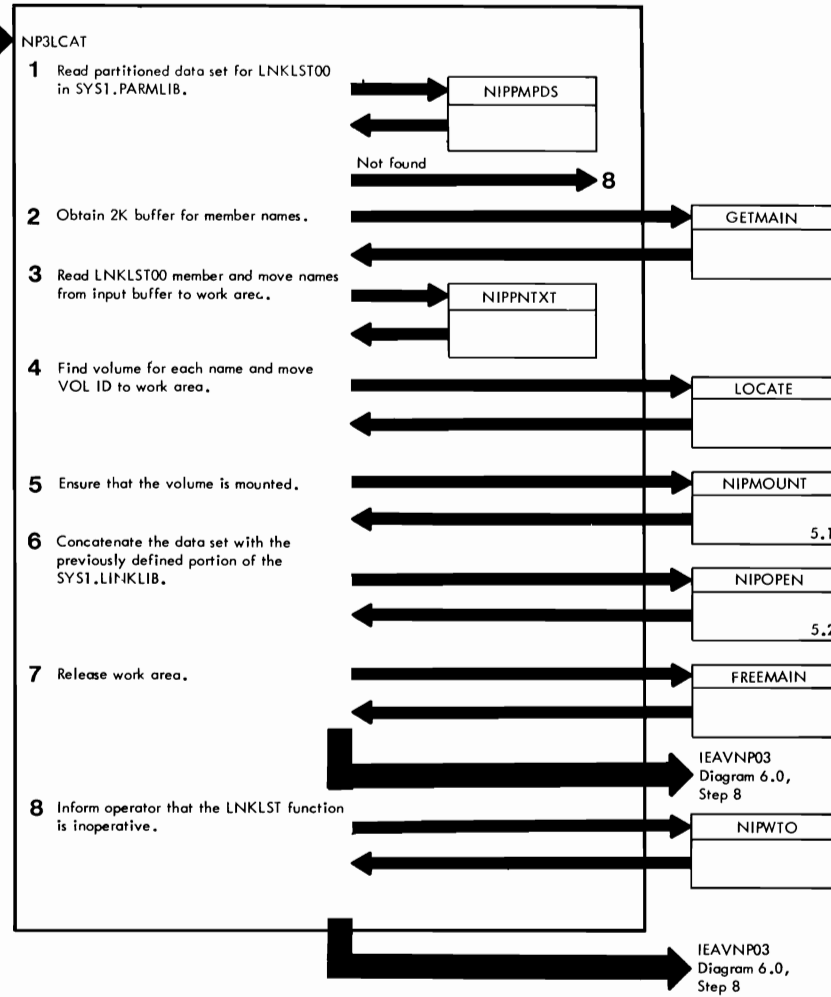 NP3LCAT
1 Read partitioned data set for LNKLST00
in SYS1.PARMLIB.
NIPPMPDS
Not found
8
2 Obtain 2K buffer for member names.
GETMAIN
3 Read LNKLST00 member and move names
from input buffer to work area.
NIPPNTXT
4 Find volume for each name and move
VOL ID to work area.
LOCATE
5 Ensure that the volume is mounted.
NIPMOUNT
5.1
6 Concatenate the data set with the
previously defined portion of the
SYS1.LINKLIB.
NIPOPEN
5.2
7 Release work area.
FREEMAIN
IEAVNP03
Diagram 6.0,
Step 8
8 Inform operator that the LNKLST function
is inoperative.
NIPWTO
IEAVNP03
Diagram 6.0,
Step 8